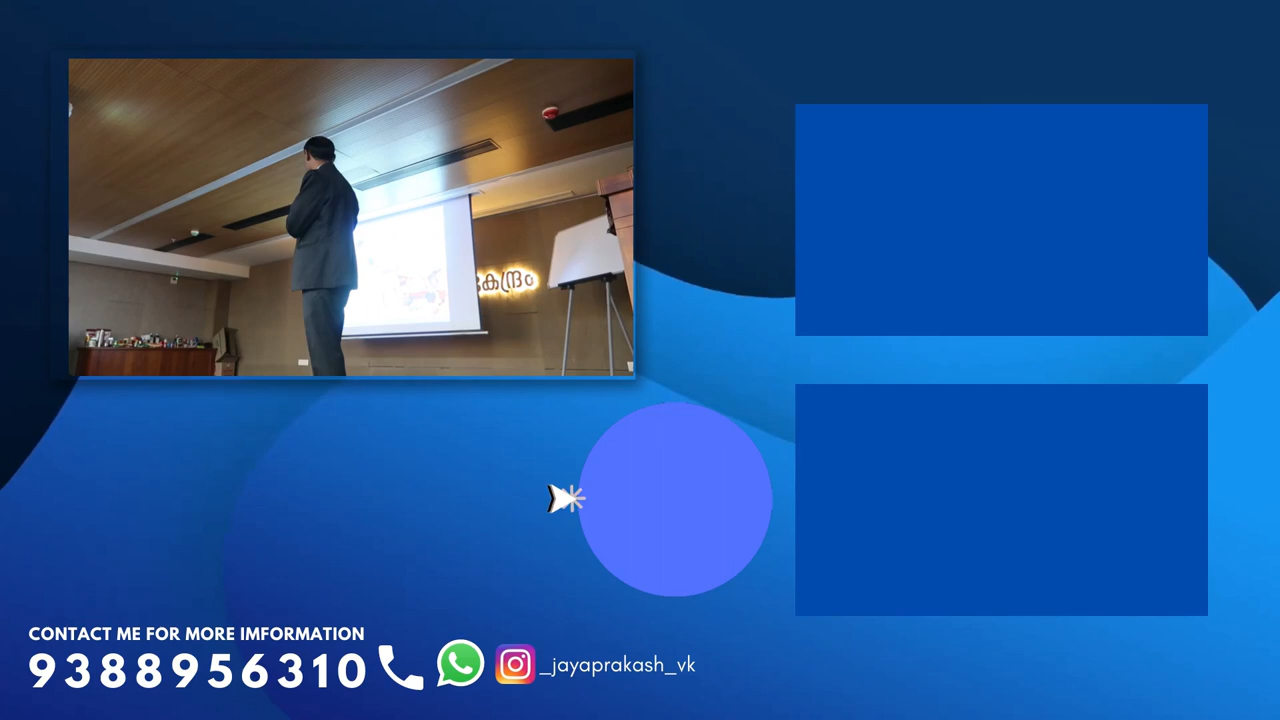 കേന്ദ്രം
CONTACT ME FOR MORE IMFORMATION
9388956310
_jayaprakash_vk